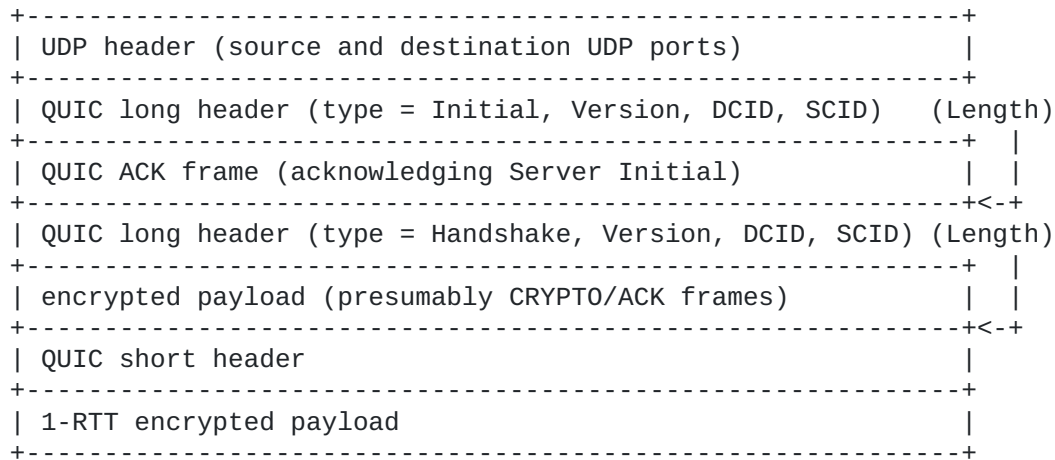 +------------------------------------------------------------+
| UDP header (source and destination UDP ports)              |
+------------------------------------------------------------+
| QUIC long header (type = Initial, Version, DCID, SCID)   (Length)
+------------------------------------------------------------+  |
| QUIC ACK frame (acknowledging Server Initial)              |  |
+------------------------------------------------------------+<-+
| QUIC long header (type = Handshake, Version, DCID, SCID) (Length)
+------------------------------------------------------------+  |
| encrypted payload (presumably CRYPTO/ACK frames)           |  |
+------------------------------------------------------------+<-+
| QUIC short header                                          |
+------------------------------------------------------------+
| 1-RTT encrypted payload                                    |
+------------------------------------------------------------+